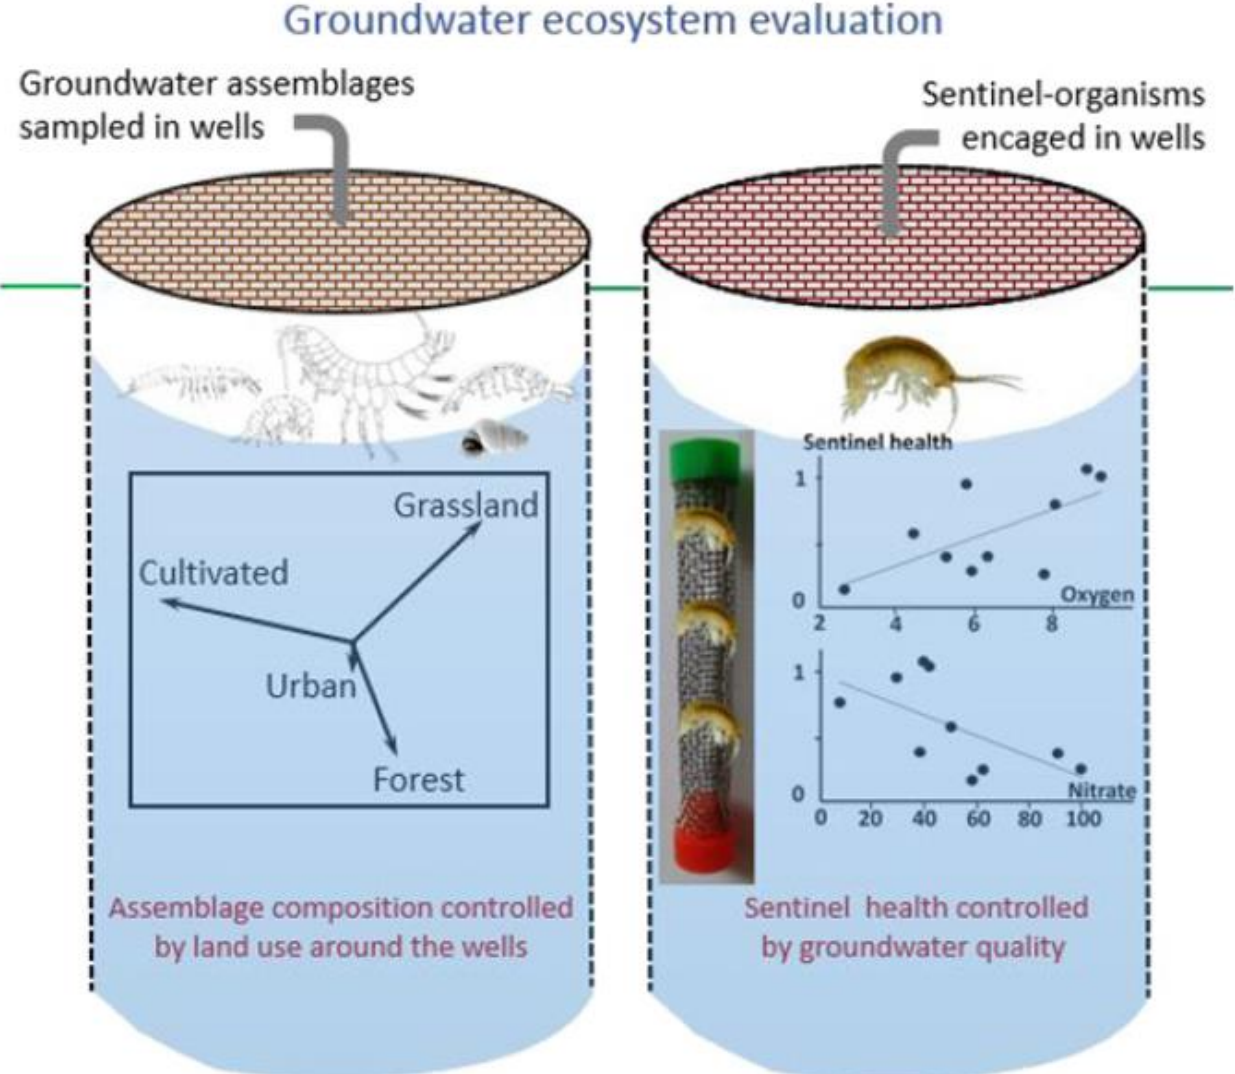 Groundwater ecosystem evaluation
Groundwater assemblages
sampled in wells
Sentinel-organisms
encaged in wells
Grassland
Cultivated
Urban
Forest
Assemblage composition controlled
by land use around the wells
Sentinel health
1
0
Oxygen
2 4 6 8
1
0
Nitrate
0 20 40 60 80 100
Sentinel health controlled
by groundwater quality